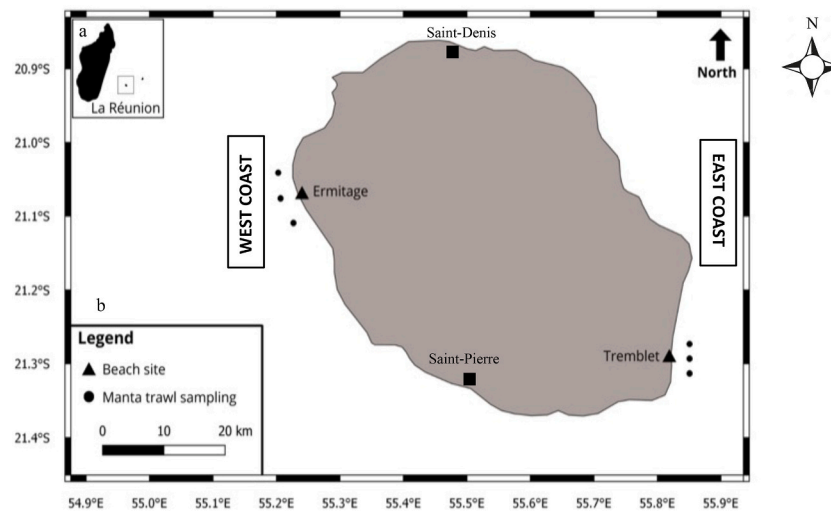 a
La Réunion
Saint-Denis
North
N
20.9°S
21.0°S
21.1°S
21.2°S
21.3°S
21.4°S
WEST COAST
Ermitage
EAST COAST
b
Legend
Beach site
Manta trawl sampling
0 10 20 km
Saint-Pierre
Tremblet
54.9°E 55.0°E 55.1°E 55.2°E 55.3°E 55.4°E 55.5°E 55.6°E 55.7°E 55.8°E 55.9°E